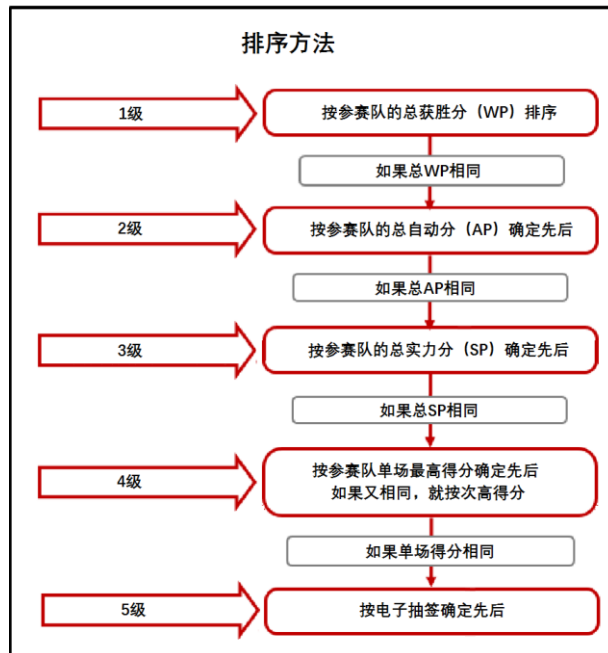 排序方法
1级
按参赛队的总获胜分（WP）排序
如果总WP相同
2级
按参赛队的总自动分（AP）确定先后
如果总AP相同
3级
按参赛队的总实力分（SP）确定先后
如果总SP相同
4级
按参赛队单场最高得分确定先后
如果又相同，就按次高得分
如果单场得分相同
5级
按电子抽签确定先后